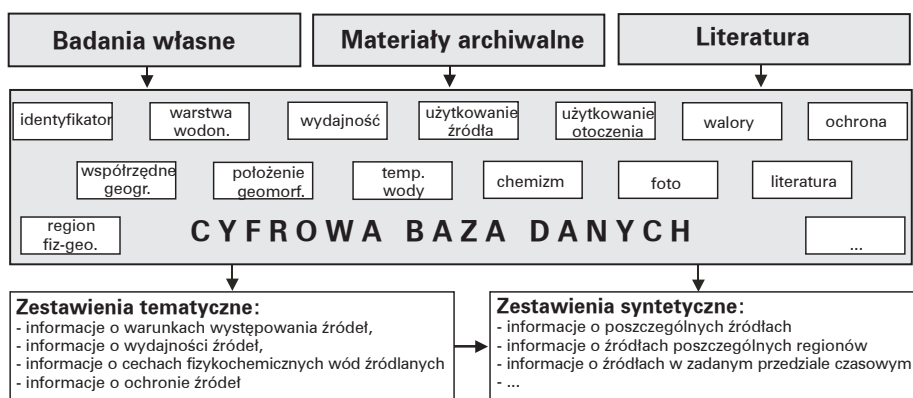 Badania własne
Materiały archiwalne
Literatura
identyfikator
warstwa
wodon.
wydajność
użytkowanie
źródła
użytkowanie
otoczenia
walory
ochrona
współrzędne
geogr.
położenie
geomorf.
temp.
wody
chemizm
foto
literatura
region
fiz-geo.
CYFROWA BAZA DANYCH
...
Zestawienia tematyczne:
- informacje o warunkach występowania źródeł,
- informacje o wydajności źródeł,
- informacje o cechach fizykochemicznych wód źródlanych
- informacje o ochronie źródeł
Zestawienia syntetyczne:
- informacje o poszczególnych źródłach
- informacje o źródłach poszczególnych regionów
- informacje o źródłach w zadanym przedziale czasowym
- ...